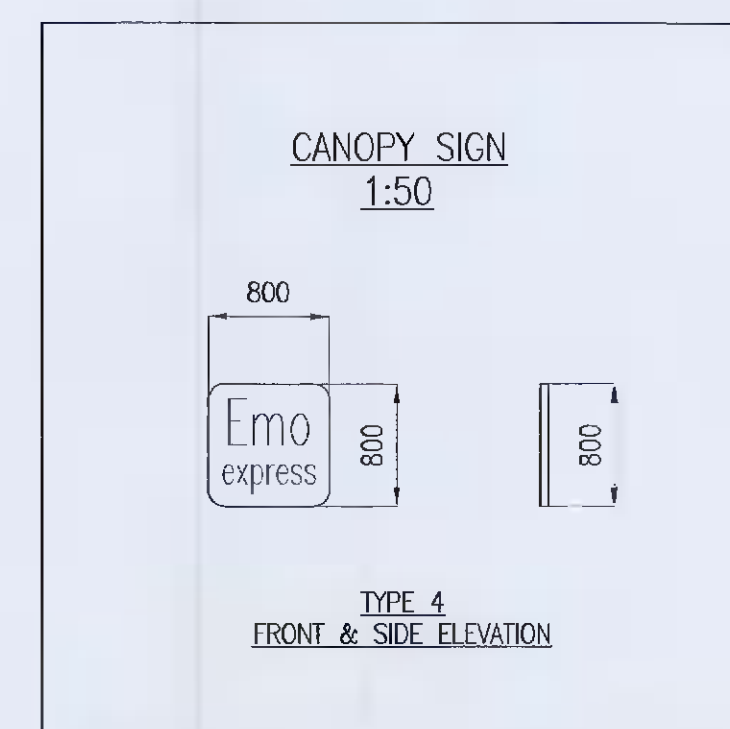 CANOPY SIGN
1:50
800
Emo
express
800
800
TYPE 4
FRONT & SIDE ELEVATION